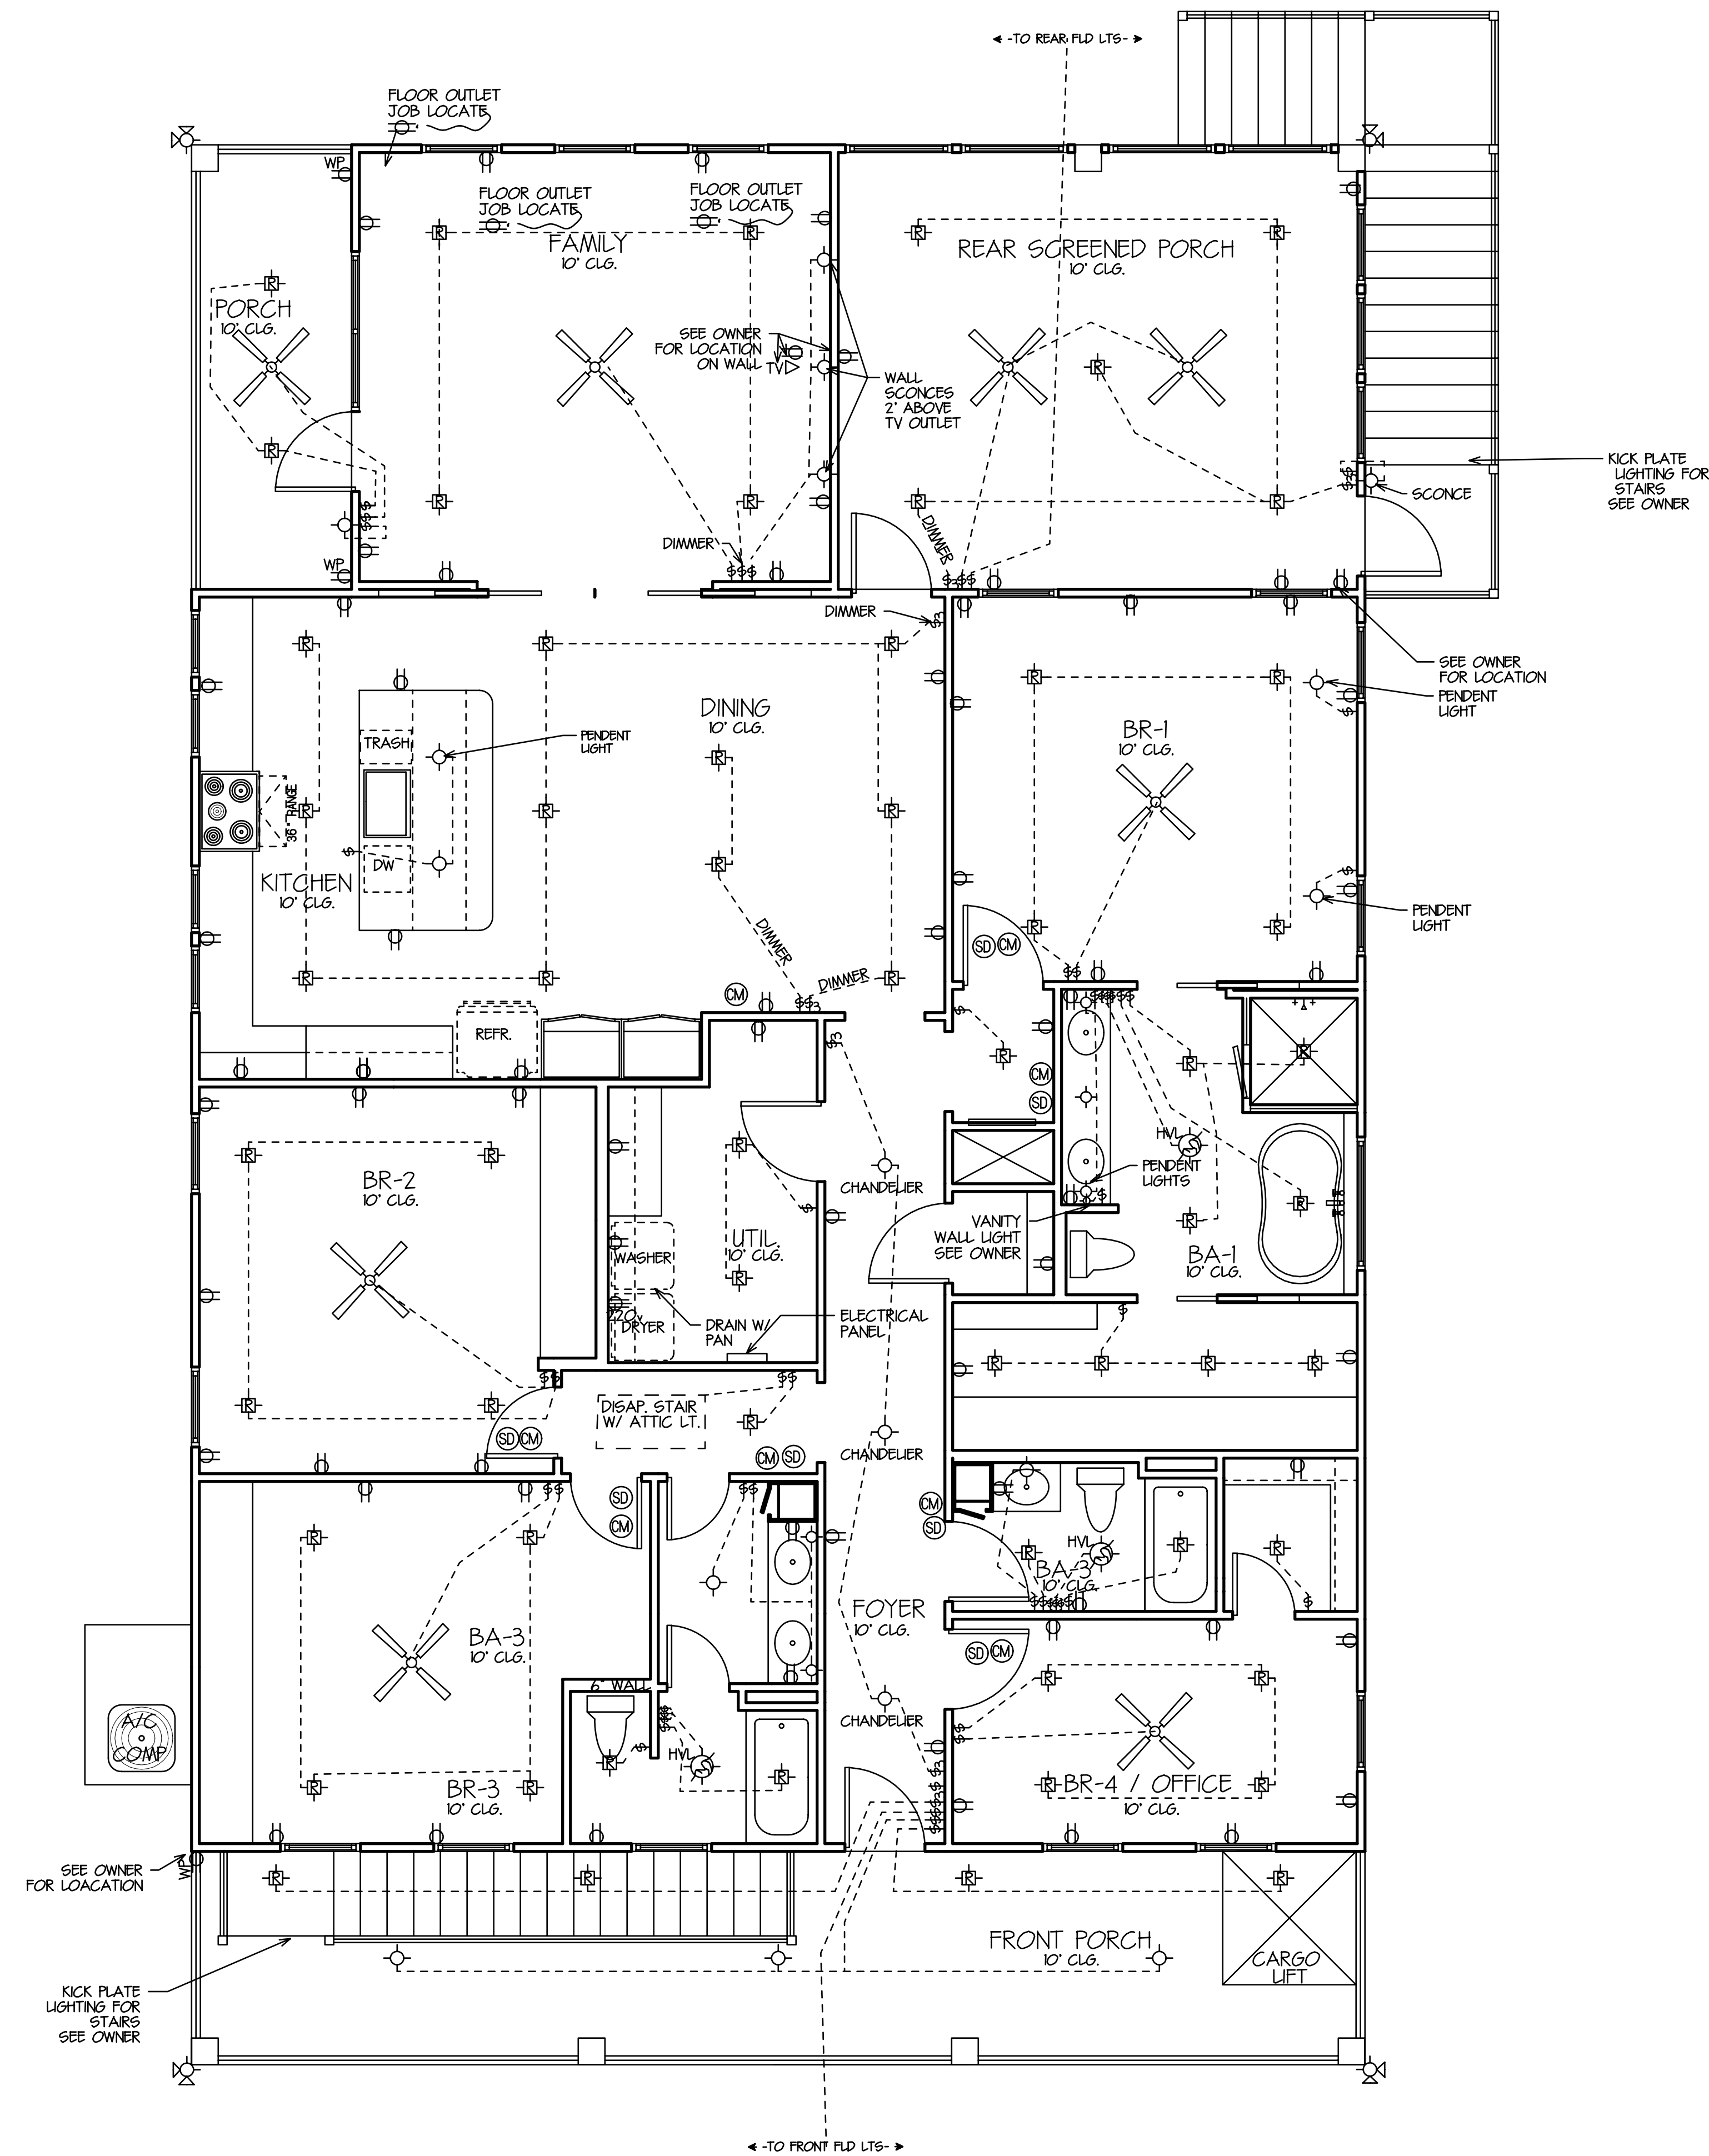 ← -TO REAR FLD LTS- →
FLOOR OUTLET
JOB LOCATE
WP
FLOOR OUTLET
JOB LOCATE
FLOOR OUTLET
JOB LOCATE
FAMILY
10' CLG.
REAR SCREENED PORCH
10' CLG.
PORCH
10' CLG.
SEE OWNER
FOR LOCATION
ON WALL
TV
WALL
SCONCES
2' ABOVE
TV OUTLET
KICK PLATE
LIGHTING FOR
STAIRS
SEE OWNER
SCONCE
DIMMER
DIMMER
WP
DIMMER
SEE OWNER
FOR LOCATION
PENDENT
LIGHT
DINING
10' CLG.
BR-1
10' CLG.
PENDENT
LIGHT
TRASH
36" RANGE
DW
KITCHEN
10' CLG.
PENDENT
LIGHT
DIMMER
DIMMER
SD
CM
CM
REFR.
CM
SD
HVL
PENDENT
LIGHTS
CHANDELIER
BR-2
10' CLG.
VANITY
WALL LIGHT
SEE OWNER
UTIL.
10' CLG.
WASHER
BA-1
10' CLG.
220v
DRYER
DRAIN W/
PAN
ELECTRICAL
PANEL
DISAP. STAIR
W/ ATTIC LT.
SD
CM
CM
SD
CHANDELIER
SD
CM
CM
SD
HVL
BA-3
10' CLG.
FOYER
10' CLG.
BA-3
10' CLG.
SD
CM
6" WALL
A/C
COMP
CHANDELIER
HVL
BR-3
10' CLG.
BR-4 / OFFICE
10' CLG.
SEE OWNER
FOR LOACATION
WP
FRONT PORCH
10' CLG.
CARGO
LIFT
KICK PLATE
LIGHTING FOR
STAIRS
SEE OWNER
← -TO FRONT FLD LTS- →